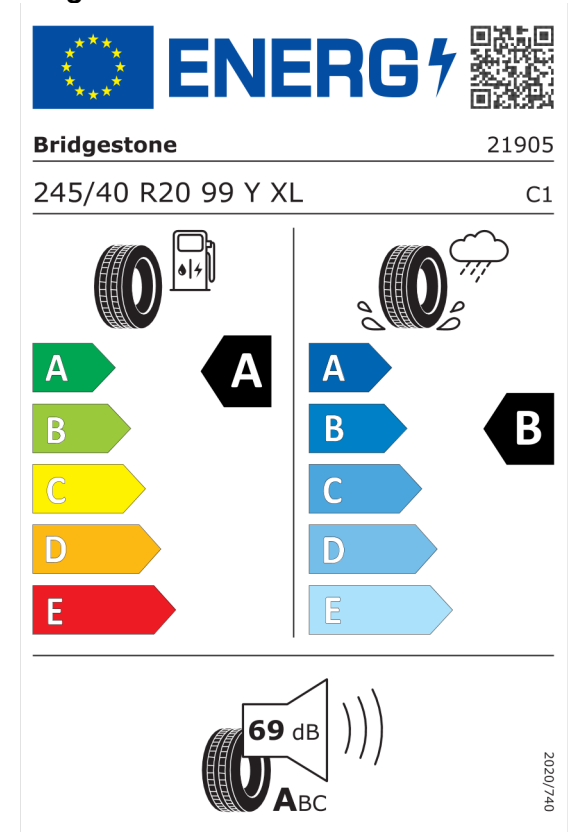 ENERG
Bridgestone 21905
245/40 R20 99 Y XL C1
A A A
B B B
C C
D D
E E
69 dB
ABC
2020/740